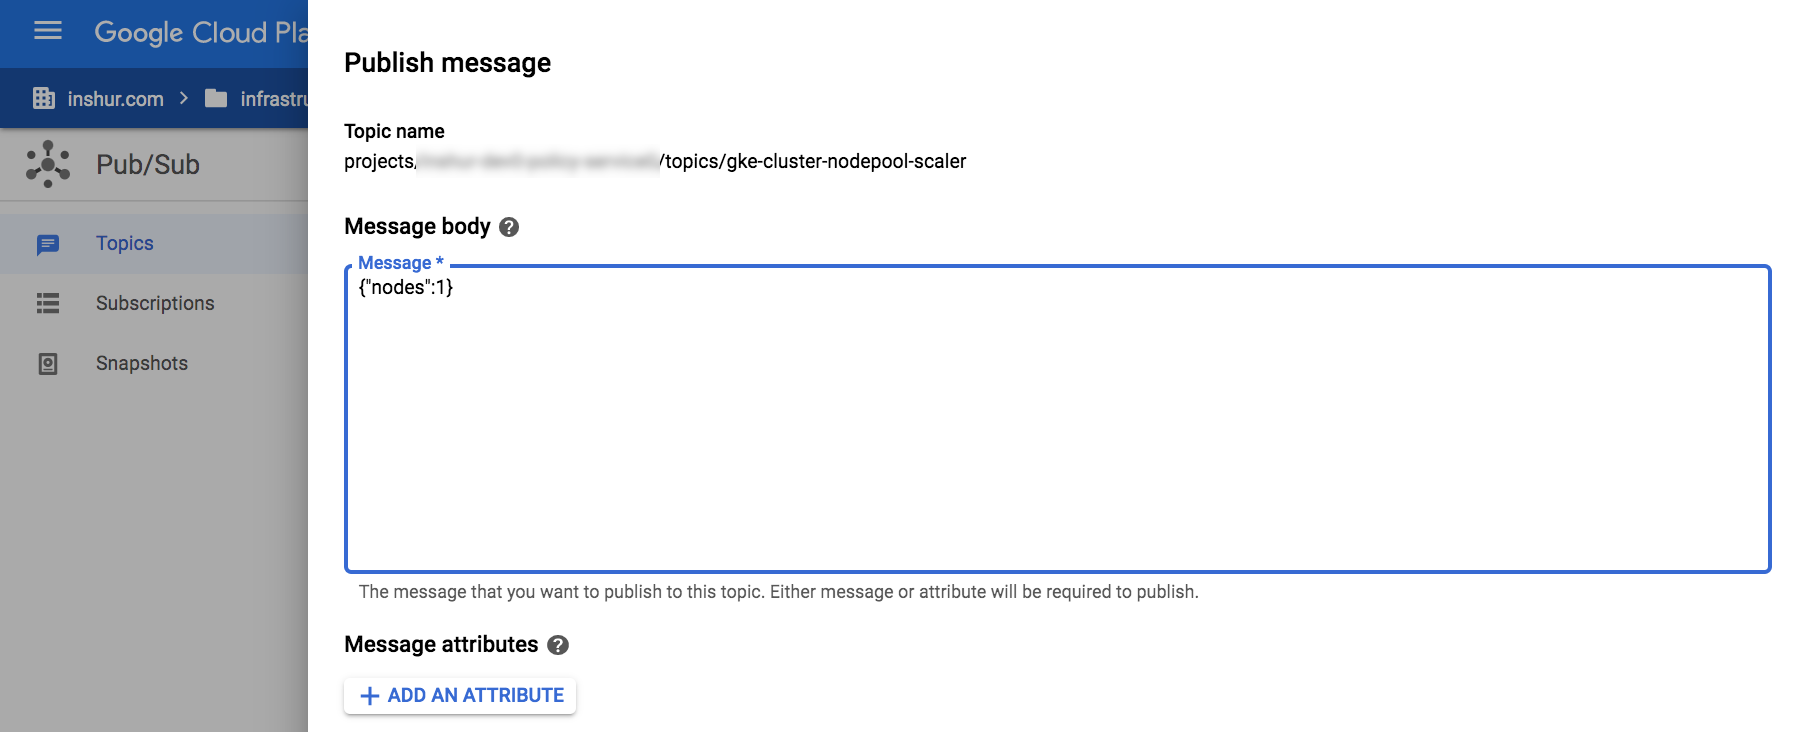 Google Cloud Pla
inshur.com > infrastru
Pub/Sub
Topics
Subscriptions
Snapshots
Publish message
Topic name
projects/ /topics/gke-cluster-nodepool-scaler
Message body ?
Message *
{"nodes":1}
The message that you want to publish to this topic. Either message or attribute will be required to publish.
Message attributes ?
+ ADD AN ATTRIBUTE